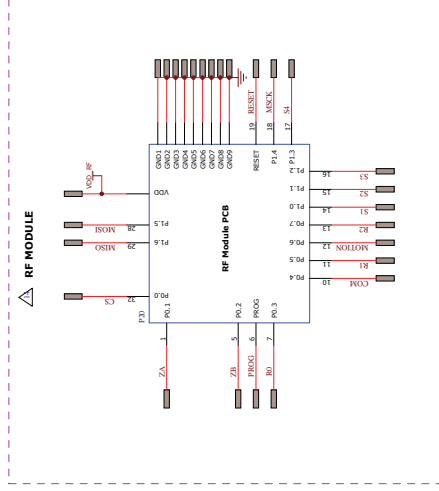 RF MODULE
1A
RF Module PCB
P20
GND1
GND2
GND3
GND4
GND5
GND6
GND7
GND8
GND9
RESET
19
RESET
MSCK
18
P1.4
S4
17
P1.3
VDD_RF
VDD
MOSI
28
P1.5
MISO
29
P1.6
CS
32
P0.0
P1.2
16
S3
P1.1
15
S2
P1.0
14
S1
P0.7
13
R2
P0.6
12
MOTION
P0.5
11
R1
P0.4
10
COM
P0.1
1
ZA
P0.2
5
ZB
PROG
6
PROG
P0.3
7
R0